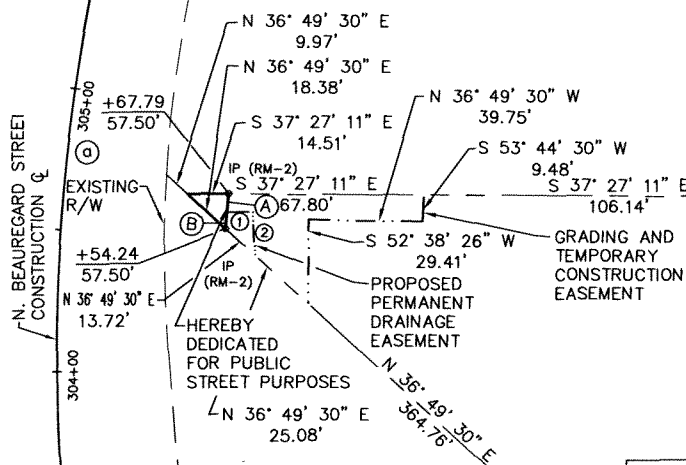 N 36° 49' 30" E
9.97'
N 36° 49' 30" E
18.38'
S 37° 27' 11" E
14.51'
N 36° 49' 30" W
39.75'
S 53° 44' 30" W
9.48'
+67.79
57.50'
305+00
a
IP (RM-2)
S 37° 27' 11" E
67.80'
S 37° 27' 11" E
106.14'
EXISTING
R/W
A
B
1
2
N. BEAUREGARD STREET
CONSTRUCTION ℄
+54.24
57.50'
IP
(RM-2)
S 52° 38' 26" W
29.41'
GRADING AND
TEMPORARY
CONSTRUCTION
EASEMENT
N 36° 49' 30" E
13.72'
PROPOSED
PERMANENT
DRAINAGE
EASEMENT
HEREBY
DEDICATED
FOR PUBLIC
STREET PURPOSES
304+00
N 36° 49' 30" E
25.08'
N 36° 49' 30" E
364.76'